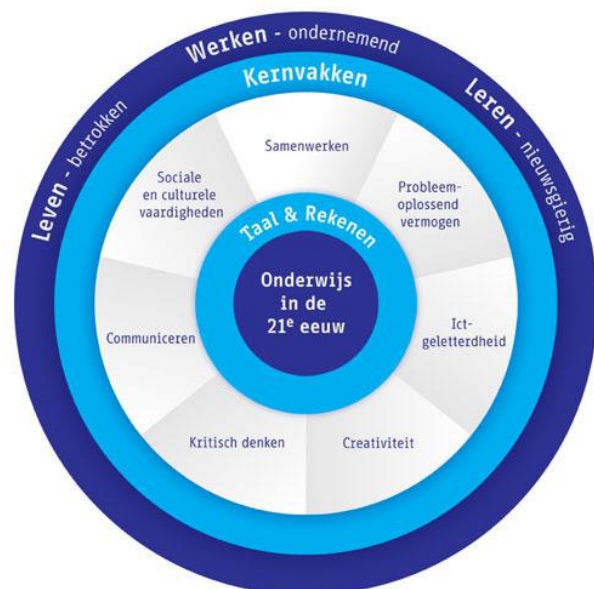 Leven - betrokken
Werken - ondernemend
Leren - nieuwsgierig
Kernvakken
Samenwerken
Probleem-
oplossend
vermogen
Ict-
geletterdheid
Creativiteit
Kritisch denken
Communiceren
Sociale
en culturele
vaardigheden
Taal & Rekenen
Onderwijs
in de
21e eeuw